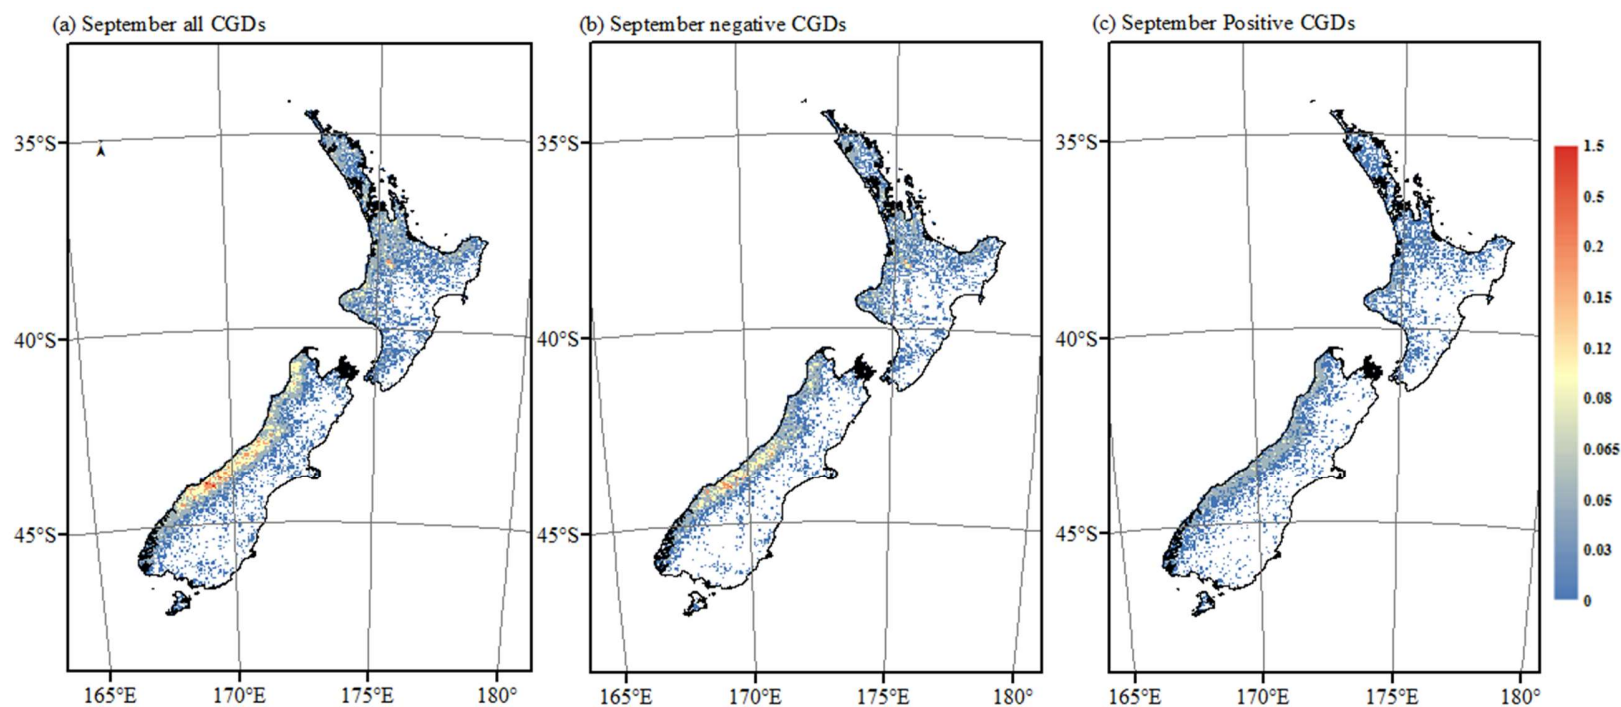 (a) September all CGDs
(b) September negative CGDs
(c) September Positive CGDs
35°S
35°S
35°S
1.5
0.5
0.2
0.15
40°S
40°S
40°S
0.12
0.08
0.065
0.05
45°S
45°S
45°S
0.03
0
165°E
170°E
175°E
180°
165°E
170°E
175°E
180°
165°E
170°E
175°E
180°